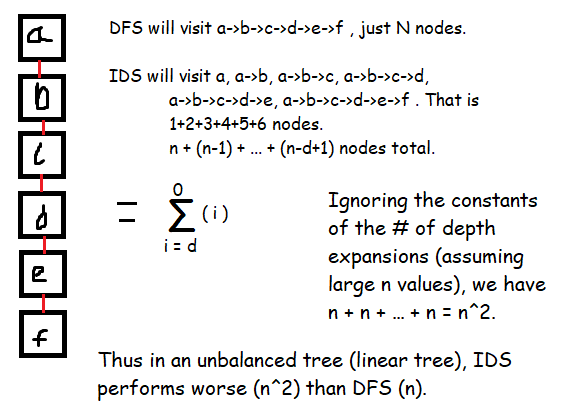 a
DFS will visit a->b->c->d->e->f , just N nodes.
b
IDS will visit a, a->b, a->b->c, a->b->c->d,
a->b->c->d->e, a->b->c->d->e->f . That is
1+2+3+4+5+6 nodes.
n + (n-1) + ... + (n-d+1) nodes total.
c
d
e
f
=
0
∑ (i)
i = d
Ignoring the constants
of the # of depth
expansions (assuming
large n values), we have
n + n + ... + n = n^2.
Thus in an unbalanced tree (linear tree), IDS
performs worse (n^2) than DFS (n).